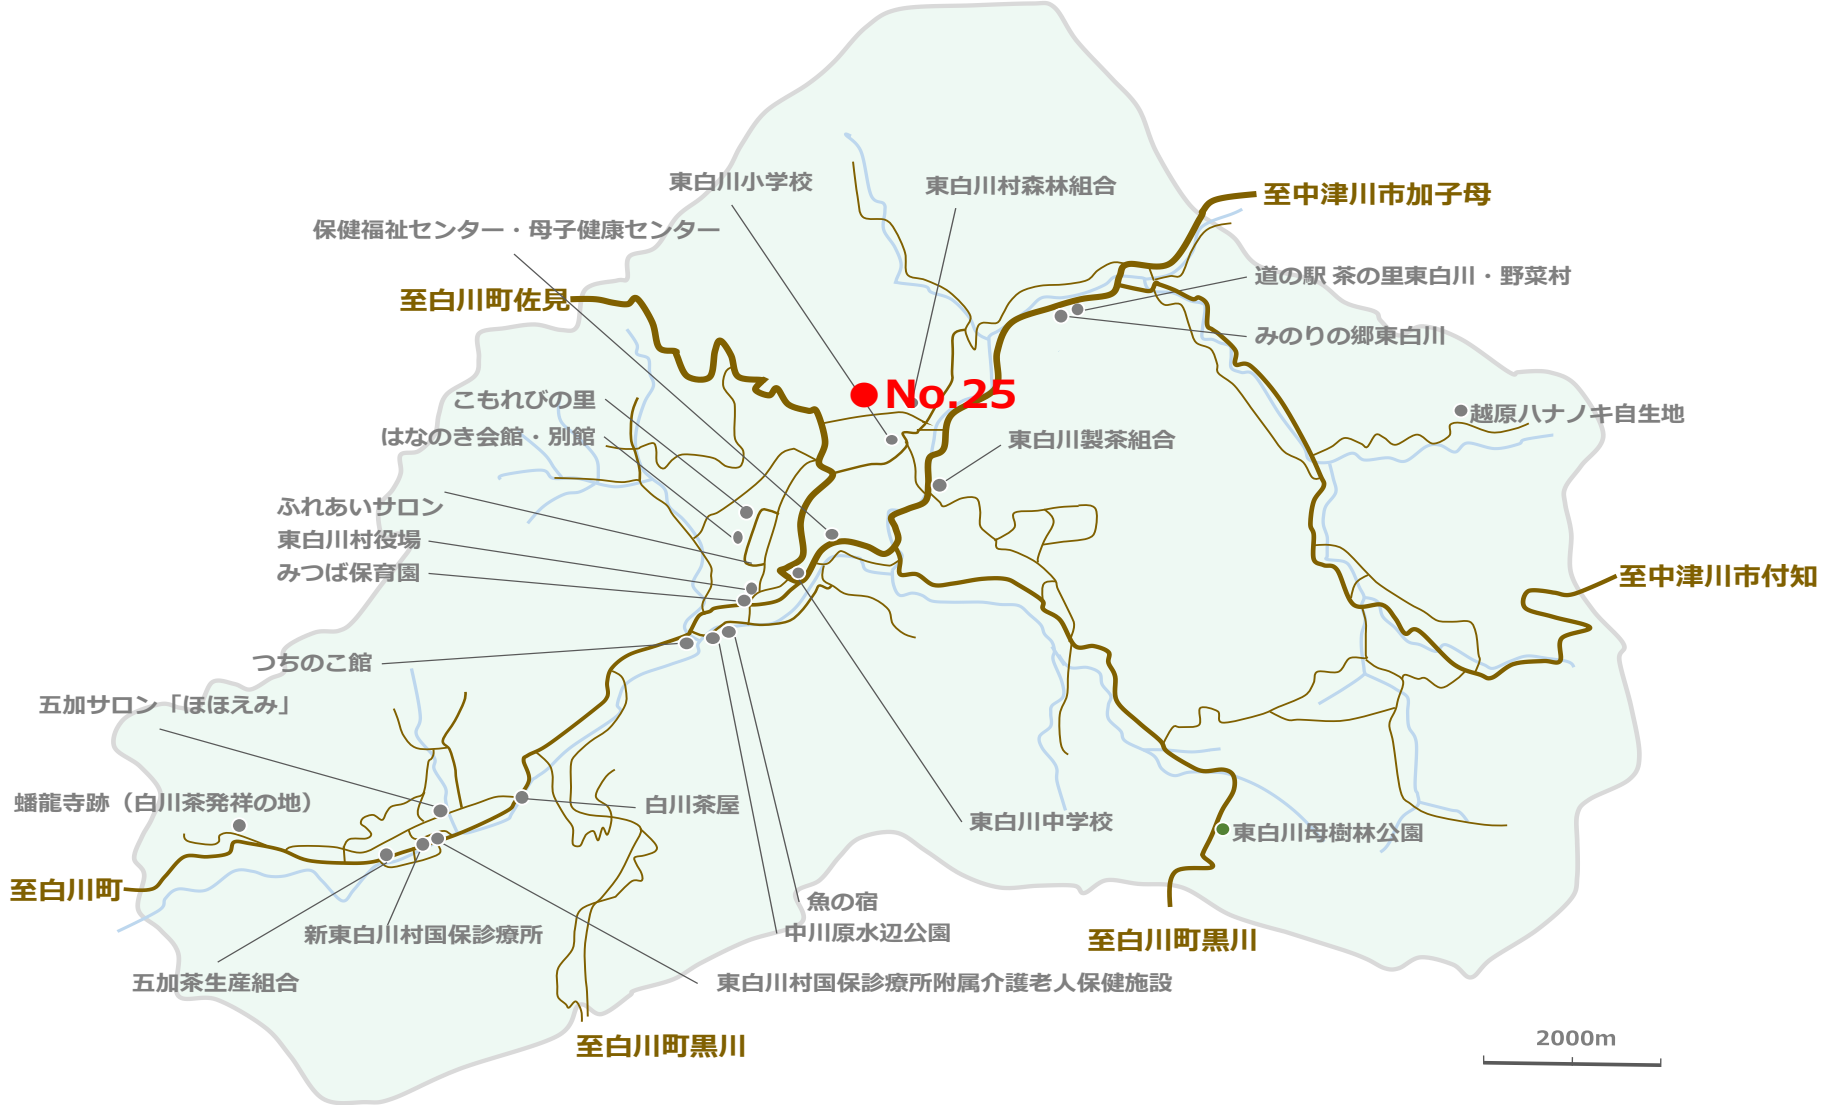 東白川小学校
東白川村森林組合
至中津川市加子母
保健福祉センター・母子健康センター
道の駅 茶の里東白川・野菜村
至白川町佐見
みのりの郷東白川
No.25
こもれびの里
越原ハナノキ自生地
はなのき会館・別館
東白川製茶組合
ふれあいサロン
東白川村役場
みつば保育園
至中津川市付知
つちのこ館
五加サロン「ほほえみ」
蟠龍寺跡（白川茶発祥の地）
白川茶屋
東白川中学校
東白川母樹林公園
至白川町
魚の宿
新東白川村国保診療所
中川原水辺公園
至白川町黒川
五加茶生産組合
東白川村国保診療所附属介護老人保健施設
至白川町黒川
2000m